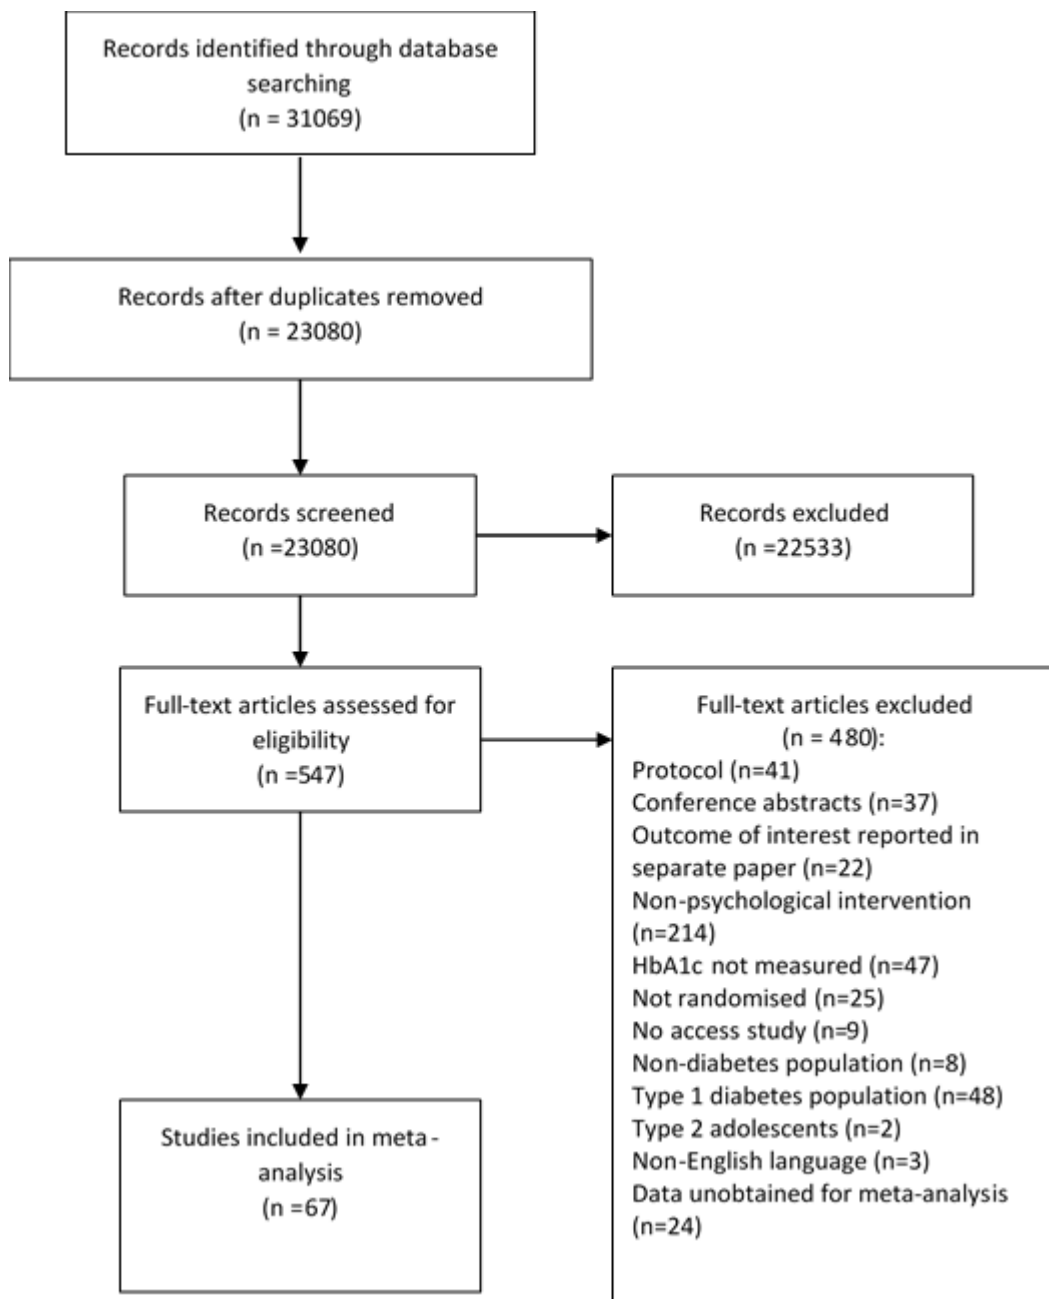 Records identified through database
searching
(n = 31069)
Records after duplicates removed
(n = 23080)
Records screened
(n =23080)
Records excluded
(n =22533)
Full-text articles assessed for
eligibility
(n =547)
Full-text articles excluded
(n = 480):
Protocol (n=41)
Conference abstracts (n=37)
Outcome of interest reported in
separate paper (n=22)
Non-psychological intervention
(n=214)
HbA1c not measured (n=47)
Not randomised (n=25)
No access study (n=9)
Non-diabetes population (n=8)
Type 1 diabetes population (n=48)
Type 2 adolescents (n=2)
Non-English language (n=3)
Data unobtained for meta-analysis
(n=24)
Studies included in meta-
analysis
(n =67)